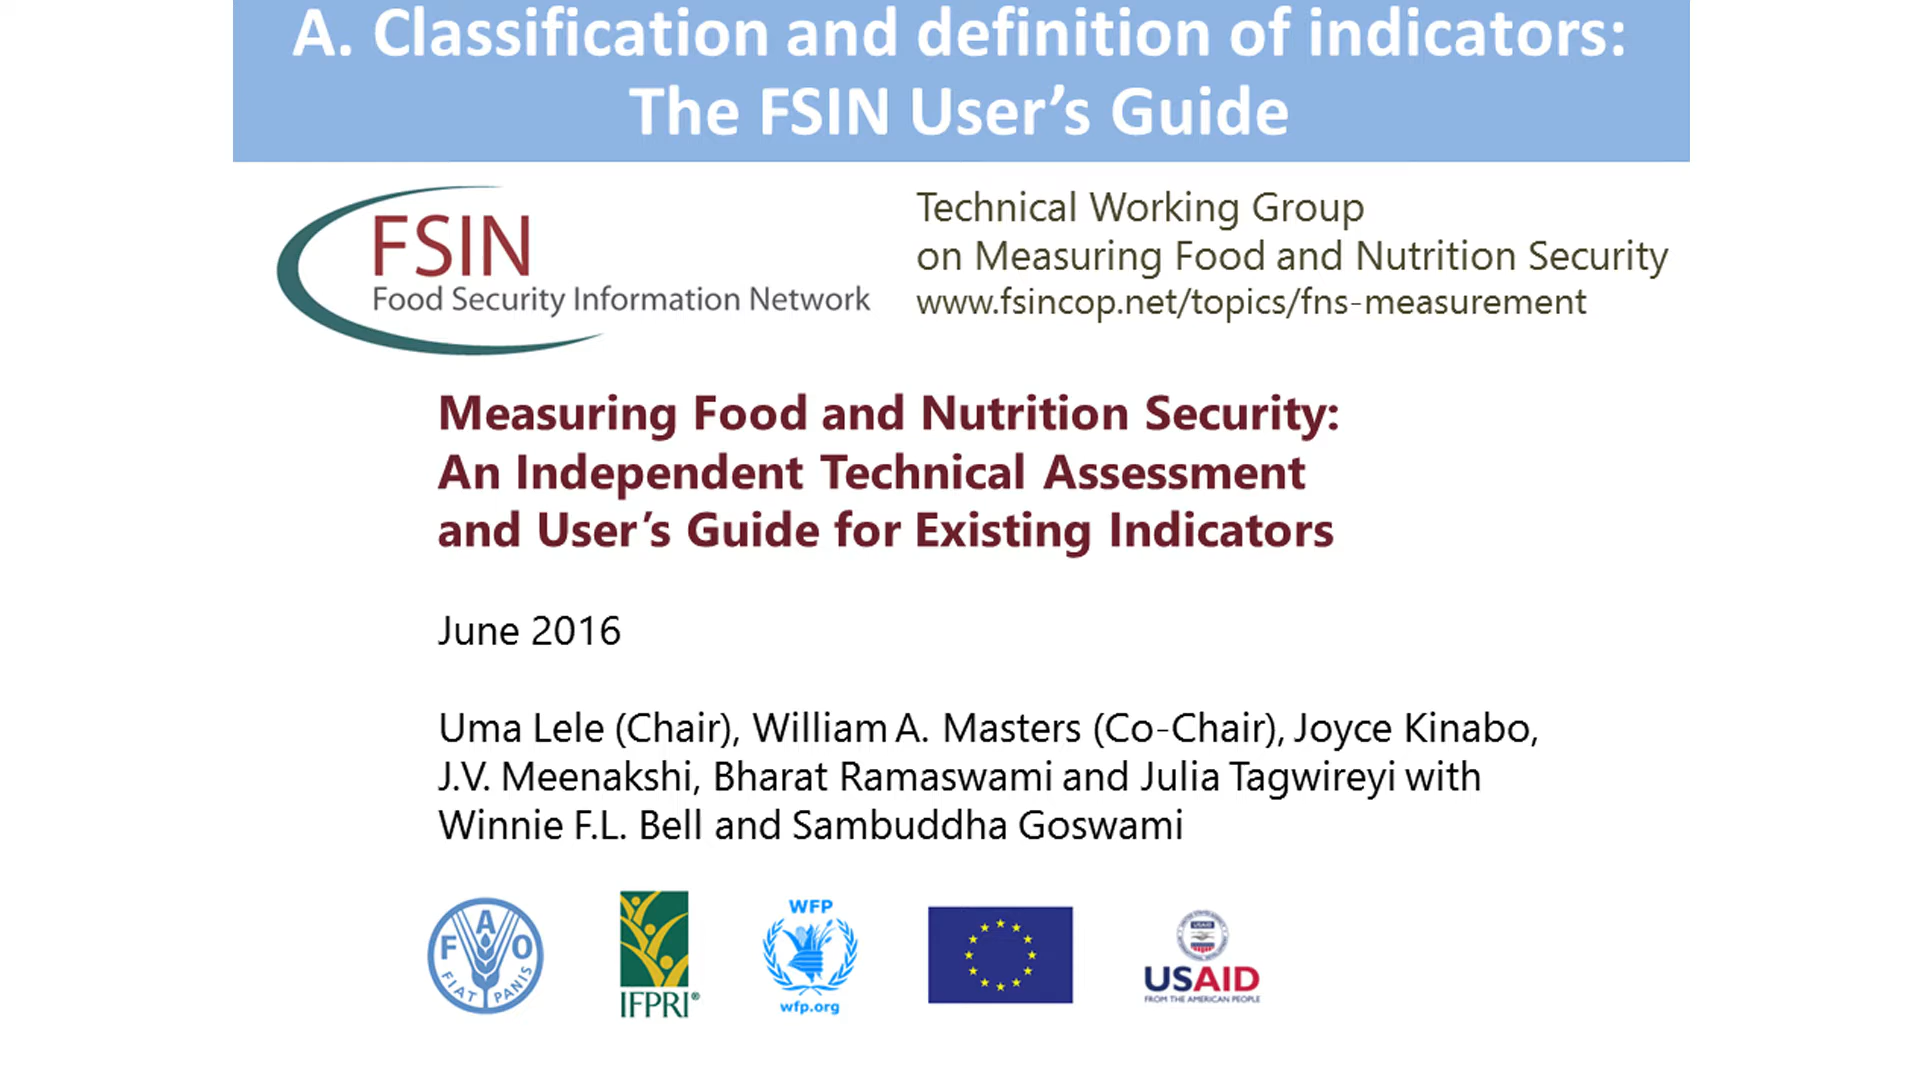 A. Classification and definition of indicators:
The FSIN User’s Guide
FSIN
Food Security Information Network
Technical Working Group
on Measuring Food and Nutrition Security
www.fsincop.net/topics/fns-measurement
Measuring Food and Nutrition Security:
An Independent Technical Assessment
and User’s Guide for Existing Indicators
June 2016
Uma Lele (Chair), William A. Masters (Co-Chair), Joyce Kinabo,
J.V. Meenakshi, Bharat Ramaswami and Julia Tagwireyi with
Winnie F.L. Bell and Sambuddha Goswami
FAO
FIAT PANIS
IFPRI®
WFP
wfp.org
USAID
USAID
FROM THE AMERICAN PEOPLE